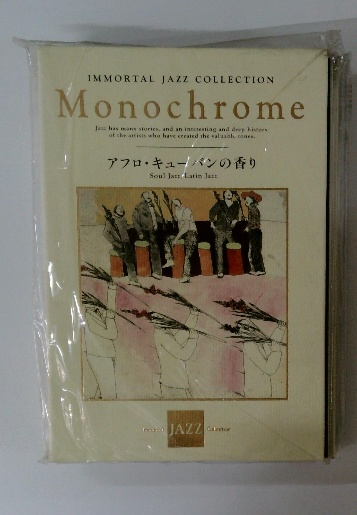 IMMORTAL JAZZ COLLECTION
Monochrome
Jazz has many stories, and an interesting and deep history
of the artists who have created the valuable tones.
アフロ・キューバンの香り
Soul Jazz/Latin Jazz
JAZZ
Collection